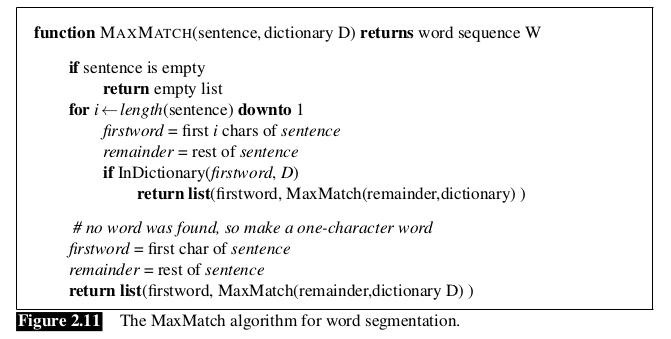 function MAXMATCH(sentence, dictionary D) returns word sequence W
if sentence is empty
return empty list
for i←length(sentence) downto 1
firstword = first i chars of sentence
remainder = rest of sentence
if InDictionary(firstword, D)
return list(firstword, MaxMatch(remainder,dictionary) )
# no word was found, so make a one-character word
firstword = first char of sentence
remainder = rest of sentence
return list(firstword, MaxMatch(remainder,dictionary D) )
Figure 2.11 The MaxMatch algorithm for word segmentation.